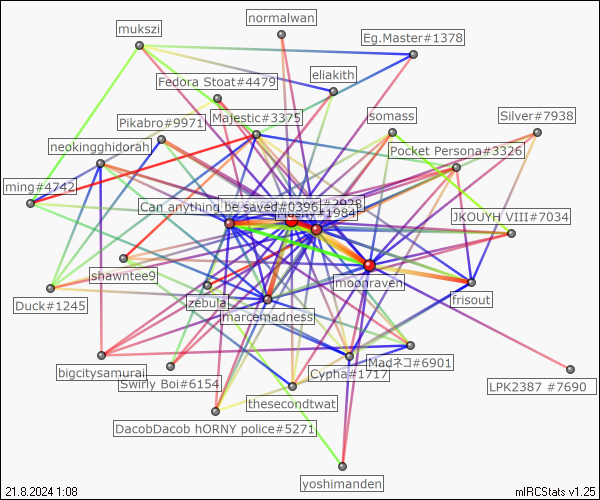 normalwan
mukszi
Eg.Master#1378
eliakith
Fedora Stoat#4479
Pikabro#9971
Majestic#3375
somass
Silver#7938
neokingghidorah
Pocket Persona#3326
ming#4742
Can anything be saved#0396
#2928
#1984
JKOUYH VIII#7034
shawntee9
moonraven
Duck#1245
zebula
frisout
marcemadness
bigcitysamurai
Swirly Boi#6154
Cypha#1717
Madネコ#6901
LPK2387 #7690
thesecondtwat
DacobDacob hORNY police#5271
yoshimanden
21.8.2024 1:08
mIRCStats v1.25